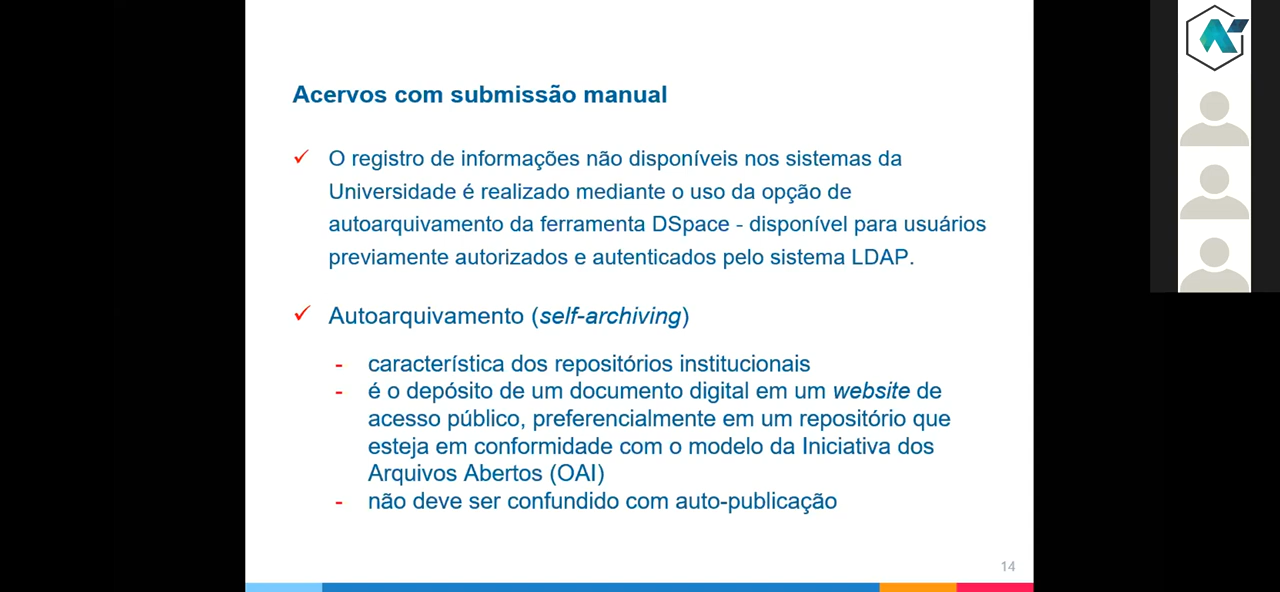 Acervos com submissão manual
✓ O registro de informações não disponíveis nos sistemas da
Universidade é realizado mediante o uso da opção de
autoarquivamento da ferramenta DSpace - disponível para usuários
previamente autorizados e autenticados pelo sistema LDAP.
✓ Autoarquivamento (self-archiving)
- característica dos repositórios institucionais
- é o depósito de um documento digital em um website de
acesso público, preferencialmente em um repositório que
esteja em conformidade com o modelo da Iniciativa dos
Arquivos Abertos (OAI)
- não deve ser confundido com auto-publicação
14